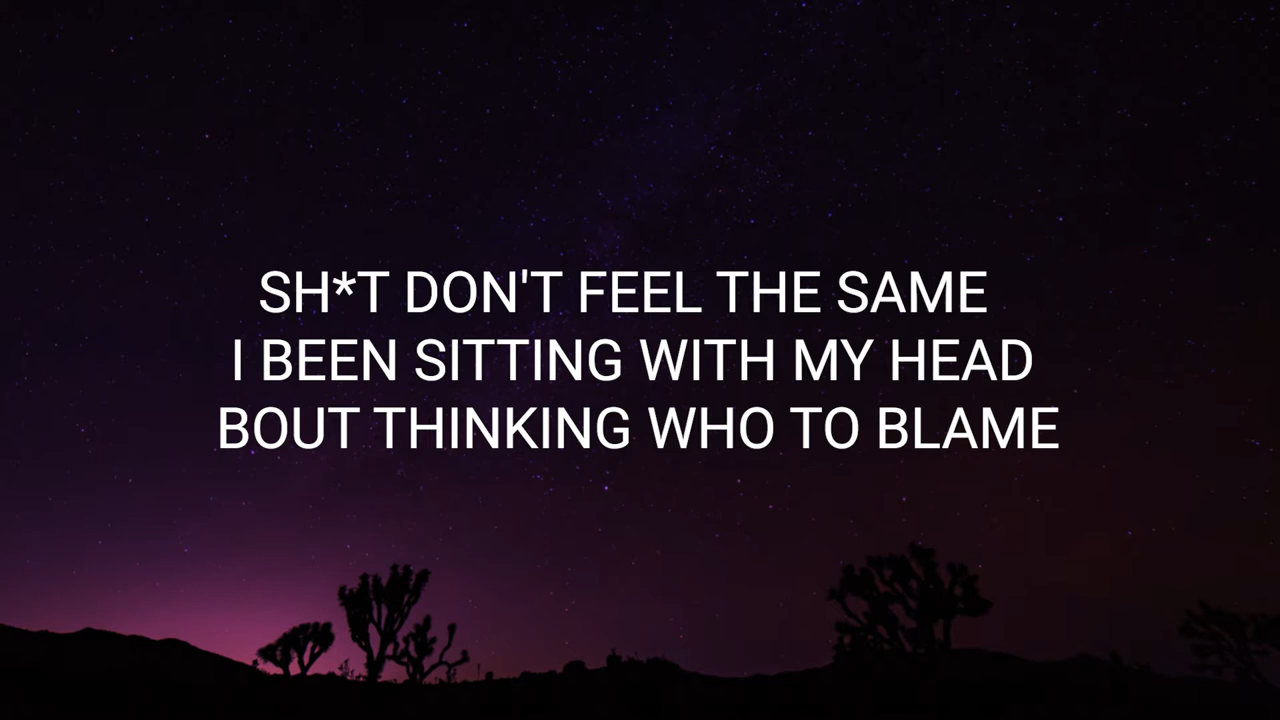 SH*T DON'T FEEL THE SAME
I BEEN SITTING WITH MY HEAD
BOUT THINKING WHO TO BLAME